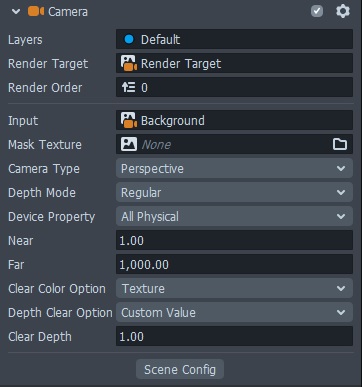 Camera
Layers Default
Render Target Render Target
Render Order 0
Input Background
Mask Texture None
Camera Type Perspective
Depth Mode Regular
Device Property All Physical
Near 1.00
Far 1,000.00
Clear Color Option Texture
Depth Clear Option Custom Value
Clear Depth 1.00
Scene Config